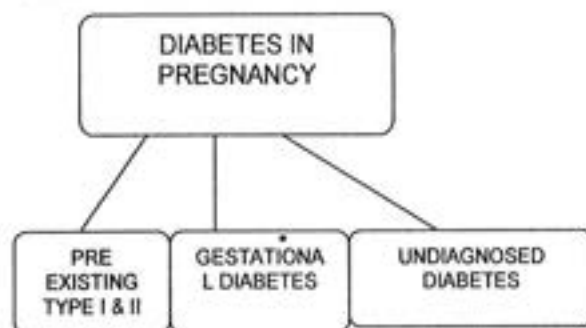 DIABETES IN
PREGNANCY
PRE
EXISTING
TYPE I & II
GESTATIONA
L DIABETES
UNDIAGNOSED
DIABETES